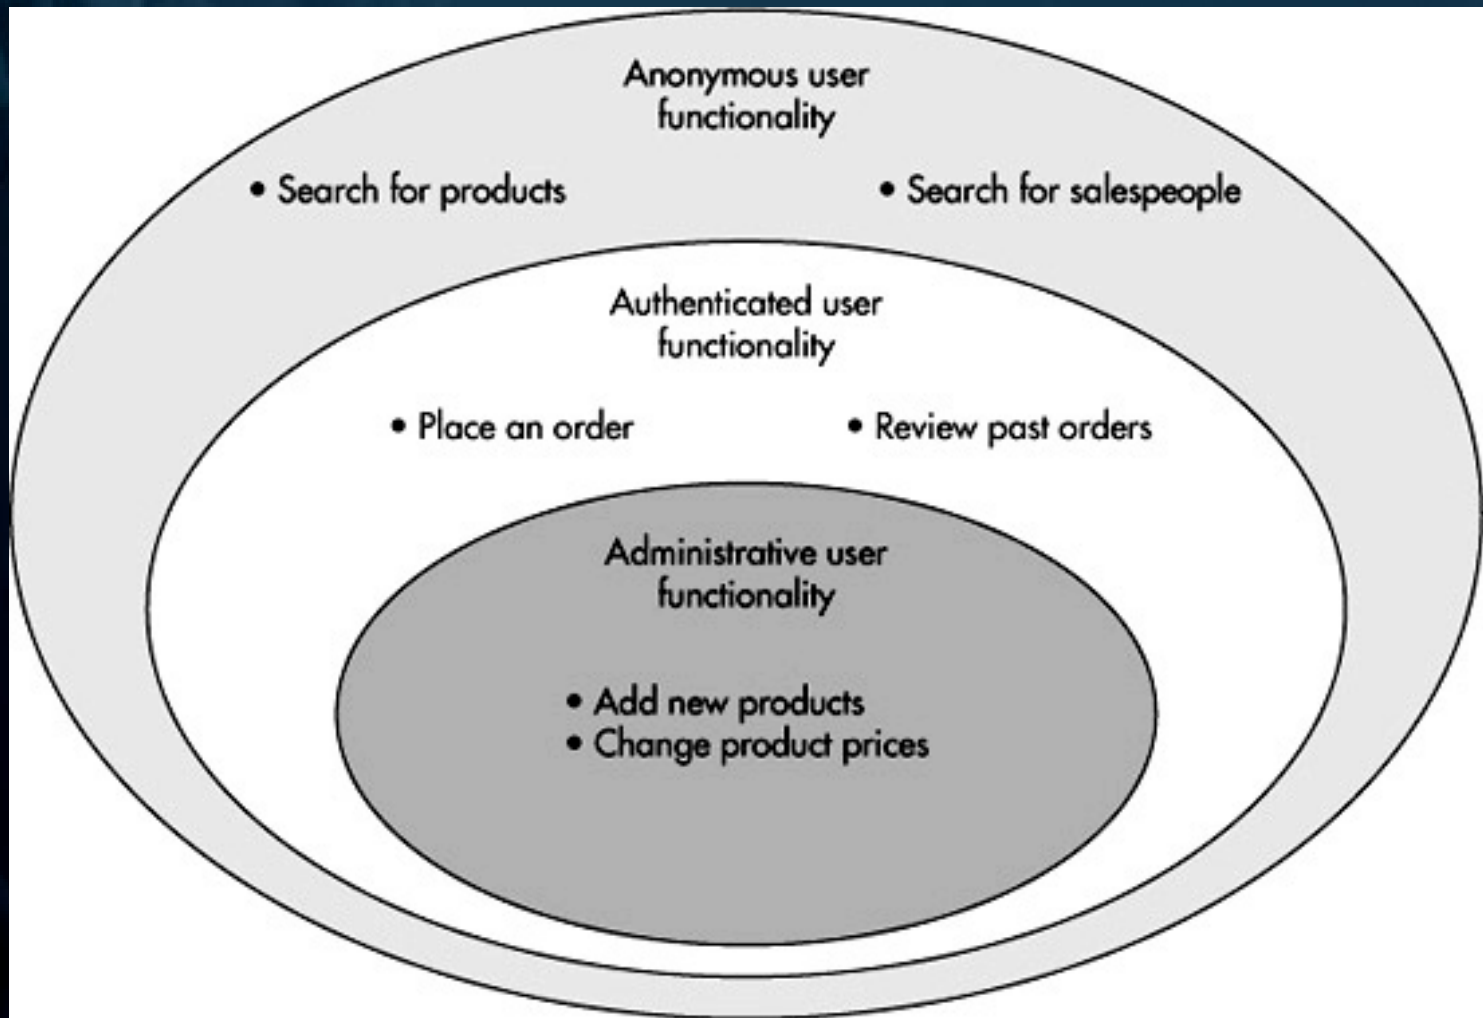 Anonymous user
functionality
• Search for products
• Search for salespeople
Authenticated user
functionality
• Place an order
• Review past orders
Administrative user
functionality
• Add new products
• Change product prices